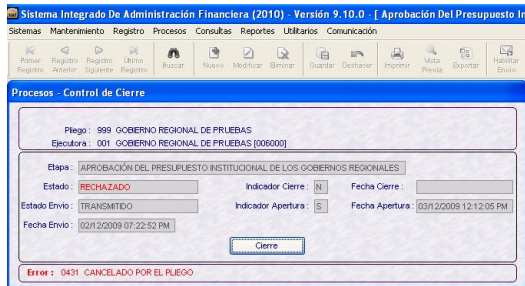 Sistema Integrado De Administración Financiera (2010) - Versión 9.10.0 - [ Aprobación Del Presupuesto In
Sistemas Mantenimiento Registro Procesos Consultas Reportes Utilitarios Comunicación
Primer Registro Registro Anterior Registro Siguiente Último Registro Buscar Nuevo Modificar Eliminar Guardar Deshacer Imprimir Vista Previa Exportar Habilitar Envío
Procesos - Control de Cierre
Pliego : 999 GOBIERNO REGIONAL DE PRUEBAS
Ejecutora : 001 GOBIERNO REGIONAL DE PRUEBAS [006000]
Etapa : APROBACIÓN DEL PRESUPUESTO INSTITUCIONAL DE LOS GOBIERNOS REGIONALES
Estado : RECHAZADO Indicador Cierre : N Fecha Cierre :
Estado Envio : TRANSMITIDO Indicador Apertura : S Fecha Apertura : 03/12/2009 12:12:05 PM
Fecha Envio : 02/12/2009 07:22:52 PM
Cierre
Error : 0431 CANCELADO POR EL PLIEGO